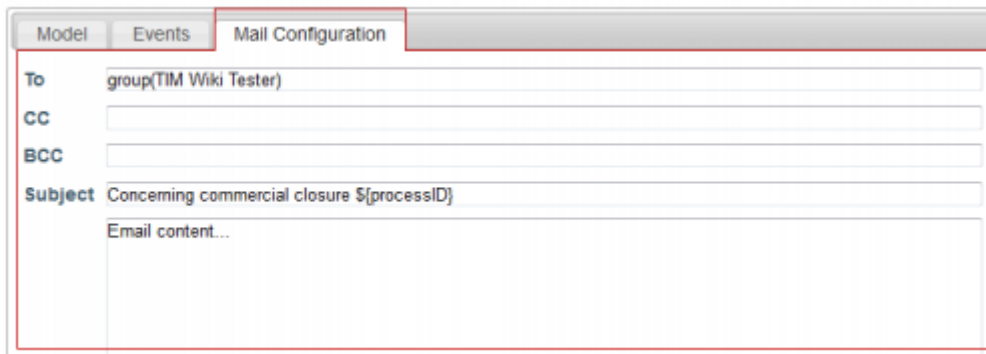 Model Events Mail Configuration
To group(TIM Wiki Tester)
CC
BCC
Subject Concerning commercial closure ${processID}
Email content...